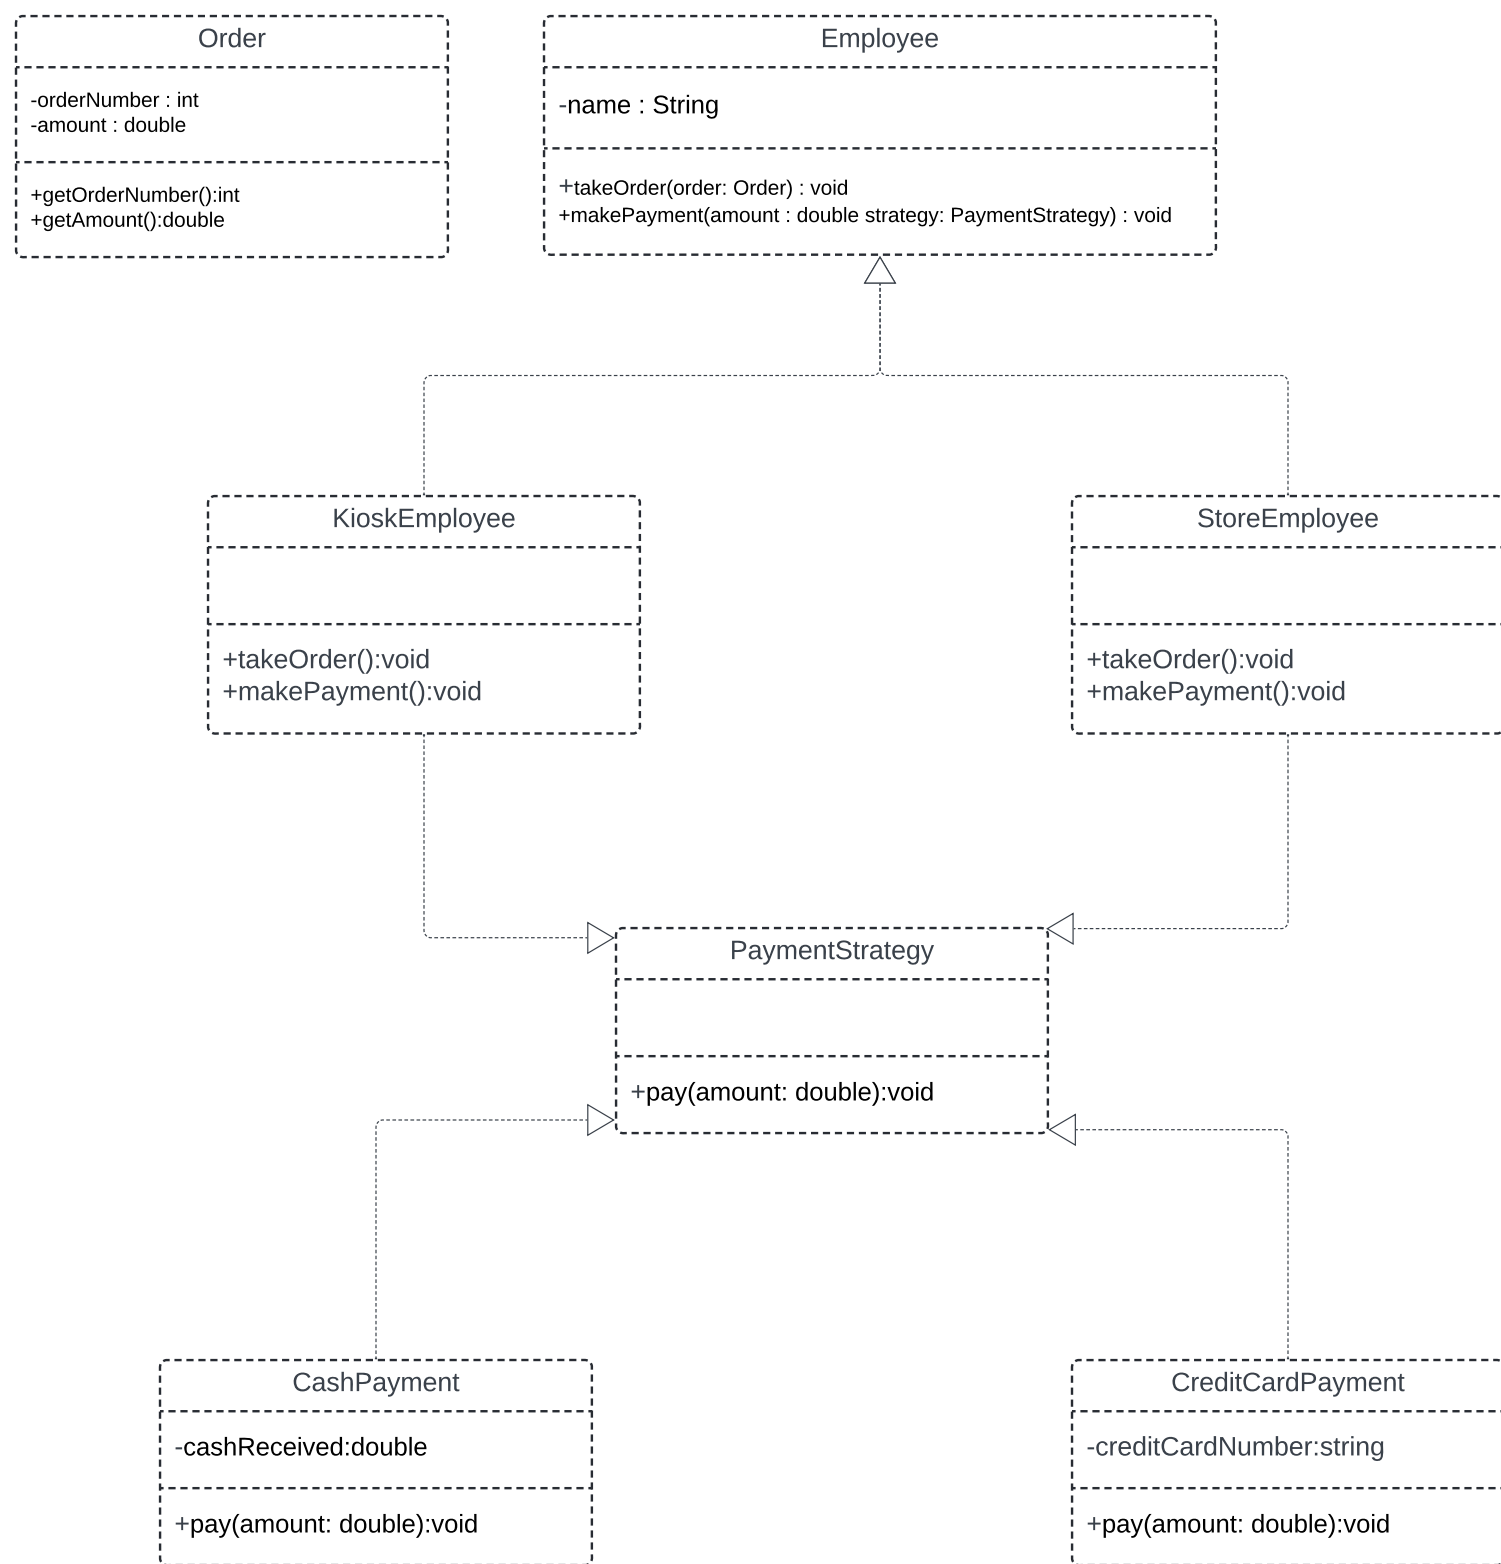 Order
-orderNumber : int
-amount : double
+getOrderNumber():int
+getAmount():double
Employee
-name : String
+takeOrder(order: Order) : void
+makePayment(amount : double strategy: PaymentStrategy) : void
KioskEmployee
+takeOrder():void
+makePayment():void
StoreEmployee
+takeOrder():void
+makePayment():void
PaymentStrategy
+pay(amount: double):void
CashPayment
-cashReceived:double
+pay(amount: double):void
CreditCardPayment
-creditCardNumber:string
+pay(amount: double):void